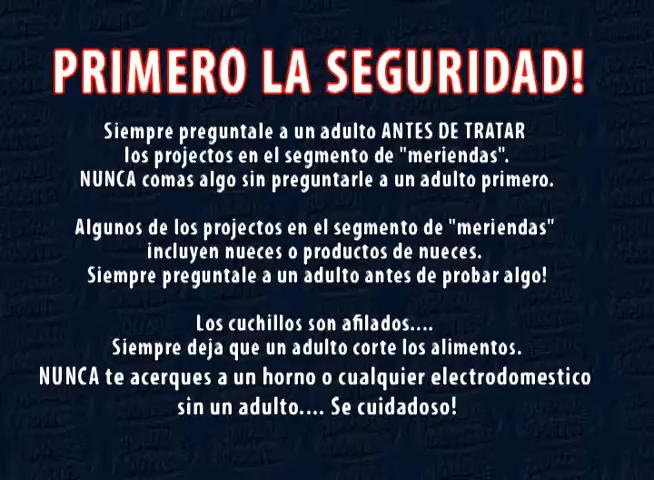 PRIMERO LA SEGURIDAD!
Siempre preguntale a un adulto ANTES DE TRATAR
los projectos en el segmento de "meriendas".
NUNCA comas algo sin preguntarle a un adulto primero.
Algunos de los projectos en el segmento de "meriendas"
incluyen nueces o productos de nueces.
Siempre preguntale a un adulto antes de probar algo!
Los cuchillos son afilados....
Siempre deja que un adulto corte los alimentos.
NUNCA te acerques a un horno o cualquier electrodomestico
sin un adulto.... Se cuidadoso!